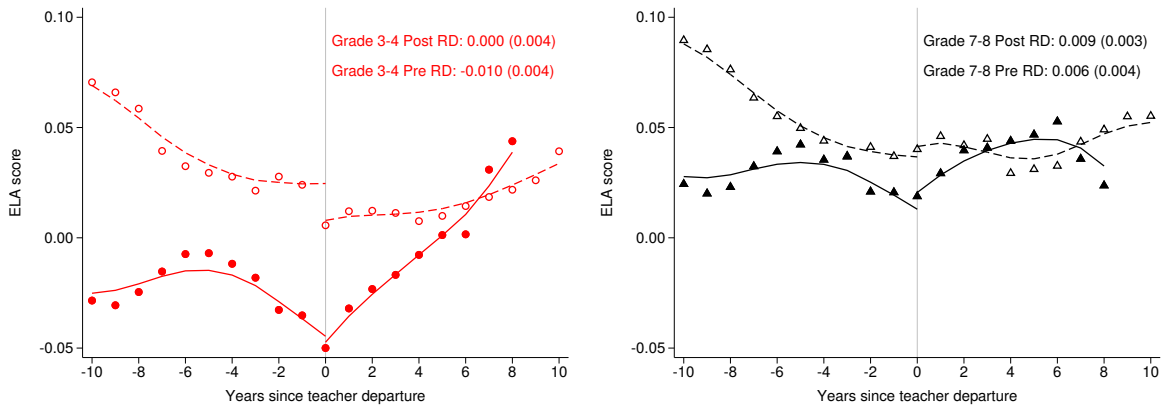 0.10
0.05
0.00
-0.05
ELA score
Grade 3-4 Post RD: 0.000 (0.004)
Grade 3-4 Pre RD: -0.010 (0.004)
-10 -8 -6 -4 -2 0 2 4 6 8 10
Years since teacher departure
0.10
0.05
0.00
-0.05
ELA score
Grade 7-8 Post RD: 0.009 (0.003)
Grade 7-8 Pre RD: 0.006 (0.004)
-10 -8 -6 -4 -2 0 2 4 6 8 10
Years since teacher departure